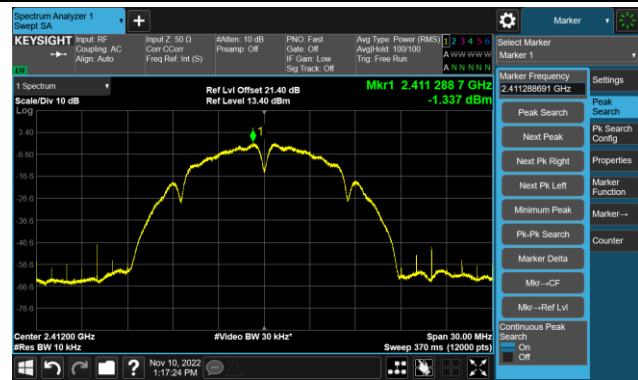 Spectrum Analyzer 1
Swept SA
+
Marker
KEYSIGHT
Input: RF
Coupling: AC
Align: Auto
Input Z: 50 Ω
Corr CCorr
Freq Ref: Int (S)
#Atten: 10 dB
Preamp: Off
PNO: Fast
Gate: Off
IF Gain: Low
Sig Track: Off
Avg Type: Power (RMS)
Avg|Hold: 100/100
Trig: Free Run
1 2 3 4 5 6
A W W W W W
A N N N N N
Select Marker
Marker 1
1 Spectrum
Scale/Div 10 dB
Log
Ref Lvl Offset 21.40 dB
Ref Level 13.40 dBm
Mkr1 2.411 288 7 GHz
-1.337 dBm
Marker Frequency
2.411288691 GHz
Settings
Peak Search
Next Peak
Next Pk Right
Next Pk Left
Minimum Peak
Pk-Pk Search
Marker Delta
Mkr→CF
Mkr→Ref Lvl
Continuous Peak
Search
On
Off
Peak
Search
Pk Search
Config
Properties
Marker
Function
Marker→
Counter
1
3.40
-6.60
-16.6
-26.6
-36.6
-46.6
-56.6
-66.6
-76.6
Center 2.41200 GHz
#Res BW 10 kHz
#Video BW 30 kHz*
Span 30.00 MHz
Sweep 370 ms (12000 pts)
?
Nov 10, 2022
1:17:24 PM